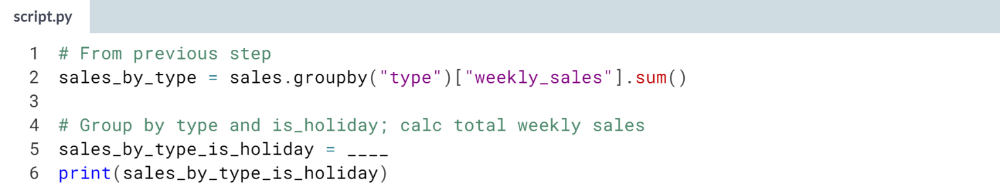 script.py
1 # From previous step
2 sales_by_type = sales.groupby("type")["weekly_sales"].sum()
3
4 # Group by type and is_holiday; calc total weekly sales
5 sales_by_type_is_holiday = ____
6 print(sales_by_type_is_holiday)